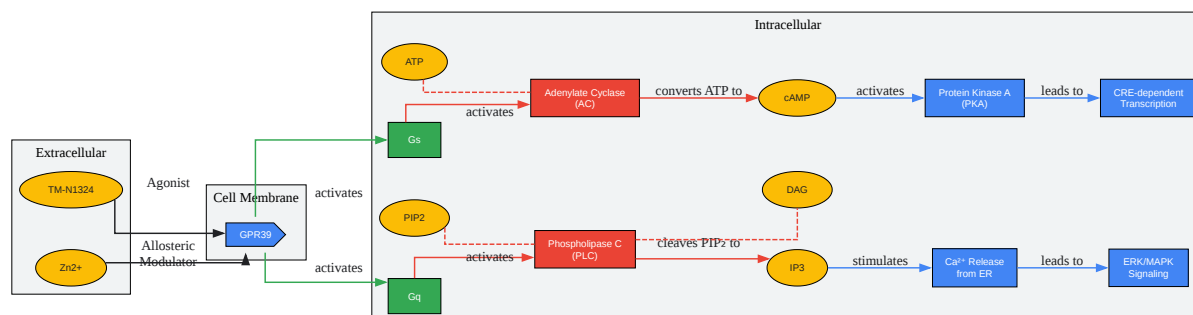 Intracellular
ATP
Adenylate Cyclase
(AC)
converts ATP to
cAMP
activates
Protein Kinase A
(PKA)
leads to
CRE-dependent
Transcription
activates
Gs
Extracellular
TM-N1324
Agonist
Cell Membrane
activates
GPR39
Allosteric
Modulator
Zn2+
activates
DAG
PIP2
Phospholipase C
(PLC)
cleaves PIP₂ to
activates
IP3
stimulates
Ca²⁺ Release
from ER
leads to
ERK/MAPK
Signaling
Gq